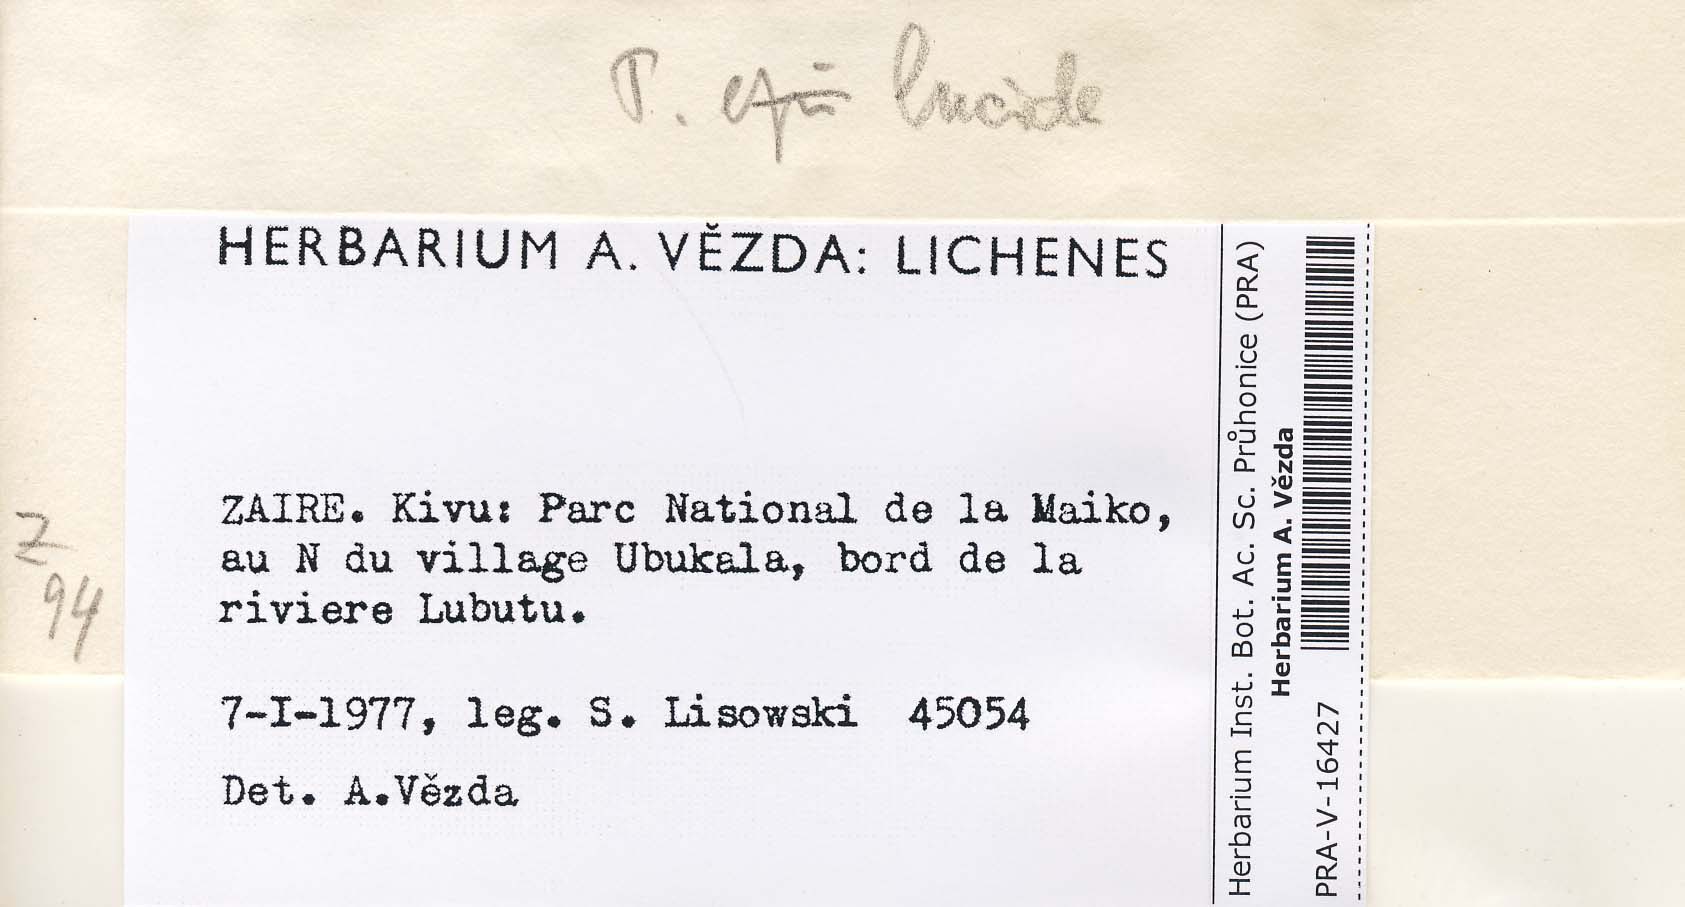 HERBARIUM A. VĚZDA: LICHENES
ZAIRE. Kivu: Parc National de la Maiko,
au N du village Ubukala, bord de la
riviere Lubutu.
7-I-1977, leg. S. Lisowski 45054
Det. A.Vězda
Z
94
Herbarium Inst. Bot. Ac. Sc. Průhonice (PRA)
Herbarium A. Vězda
PRA-V-16427